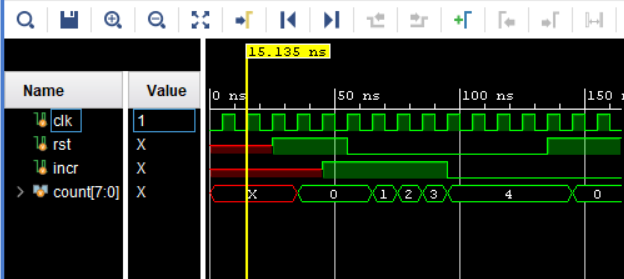 15.135 ns
Name Value
0 ns 50 ns 100 ns 150
clk 1
rst X
incr X
count[7:0] X X 0 1 2 3 4 0